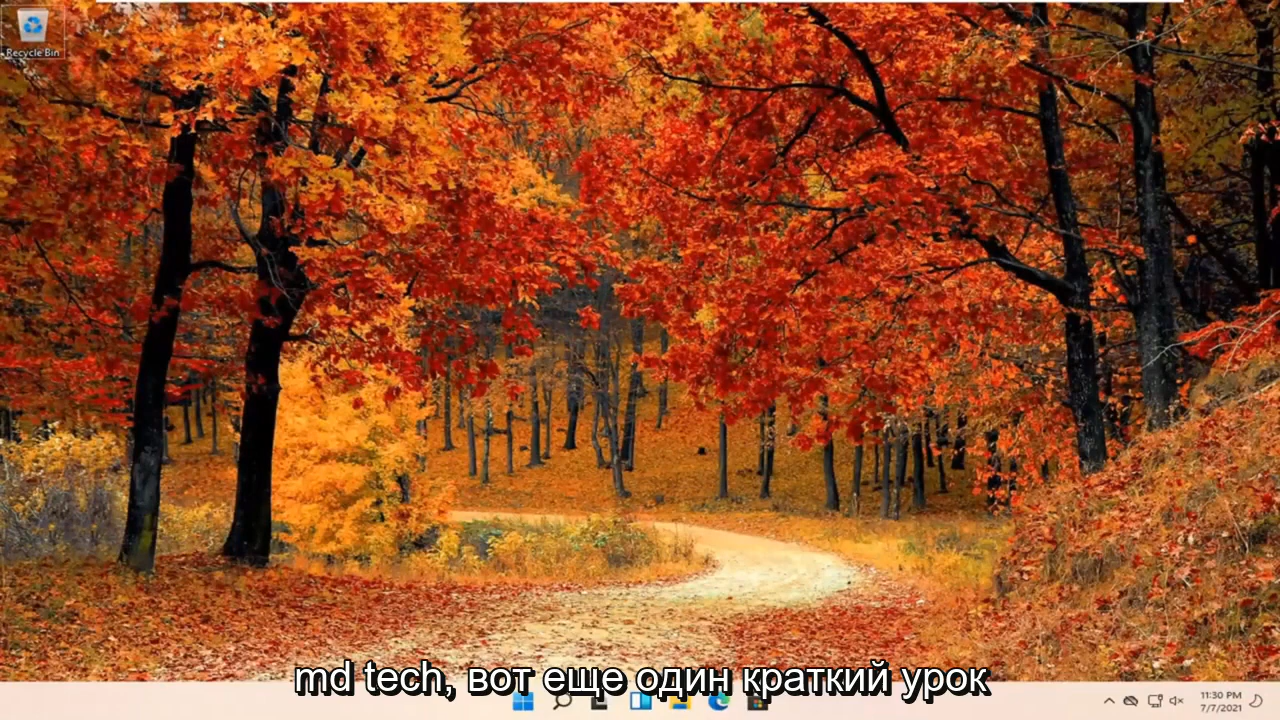 Recycle Bin
md tech, вот еще один краткий урок
11:30 PM
7/7/2021